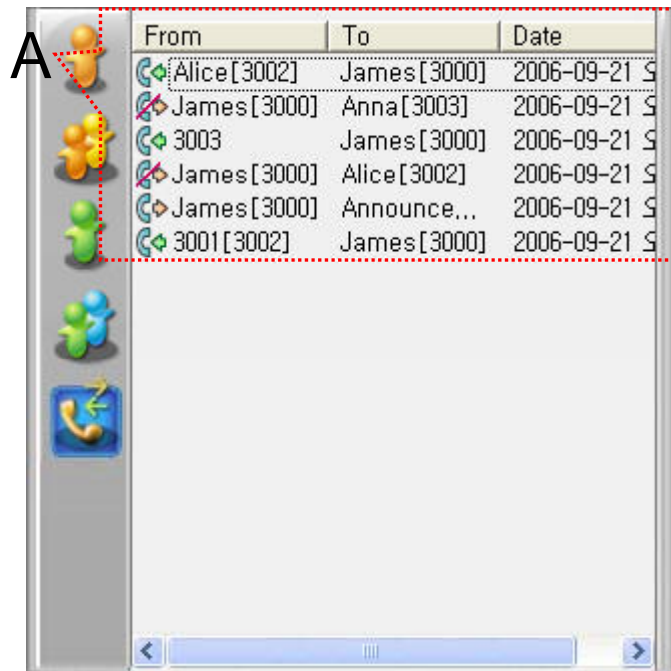 A
From To Date
Alice[3002] James[3000] 2006-09-21
James[3000] Anna[3003] 2006-09-21
3003 James[3000] 2006-09-21
James[3000] Alice[3002] 2006-09-21
James[3000] Announce... 2006-09-21
3001[3002] James[3000] 2006-09-21